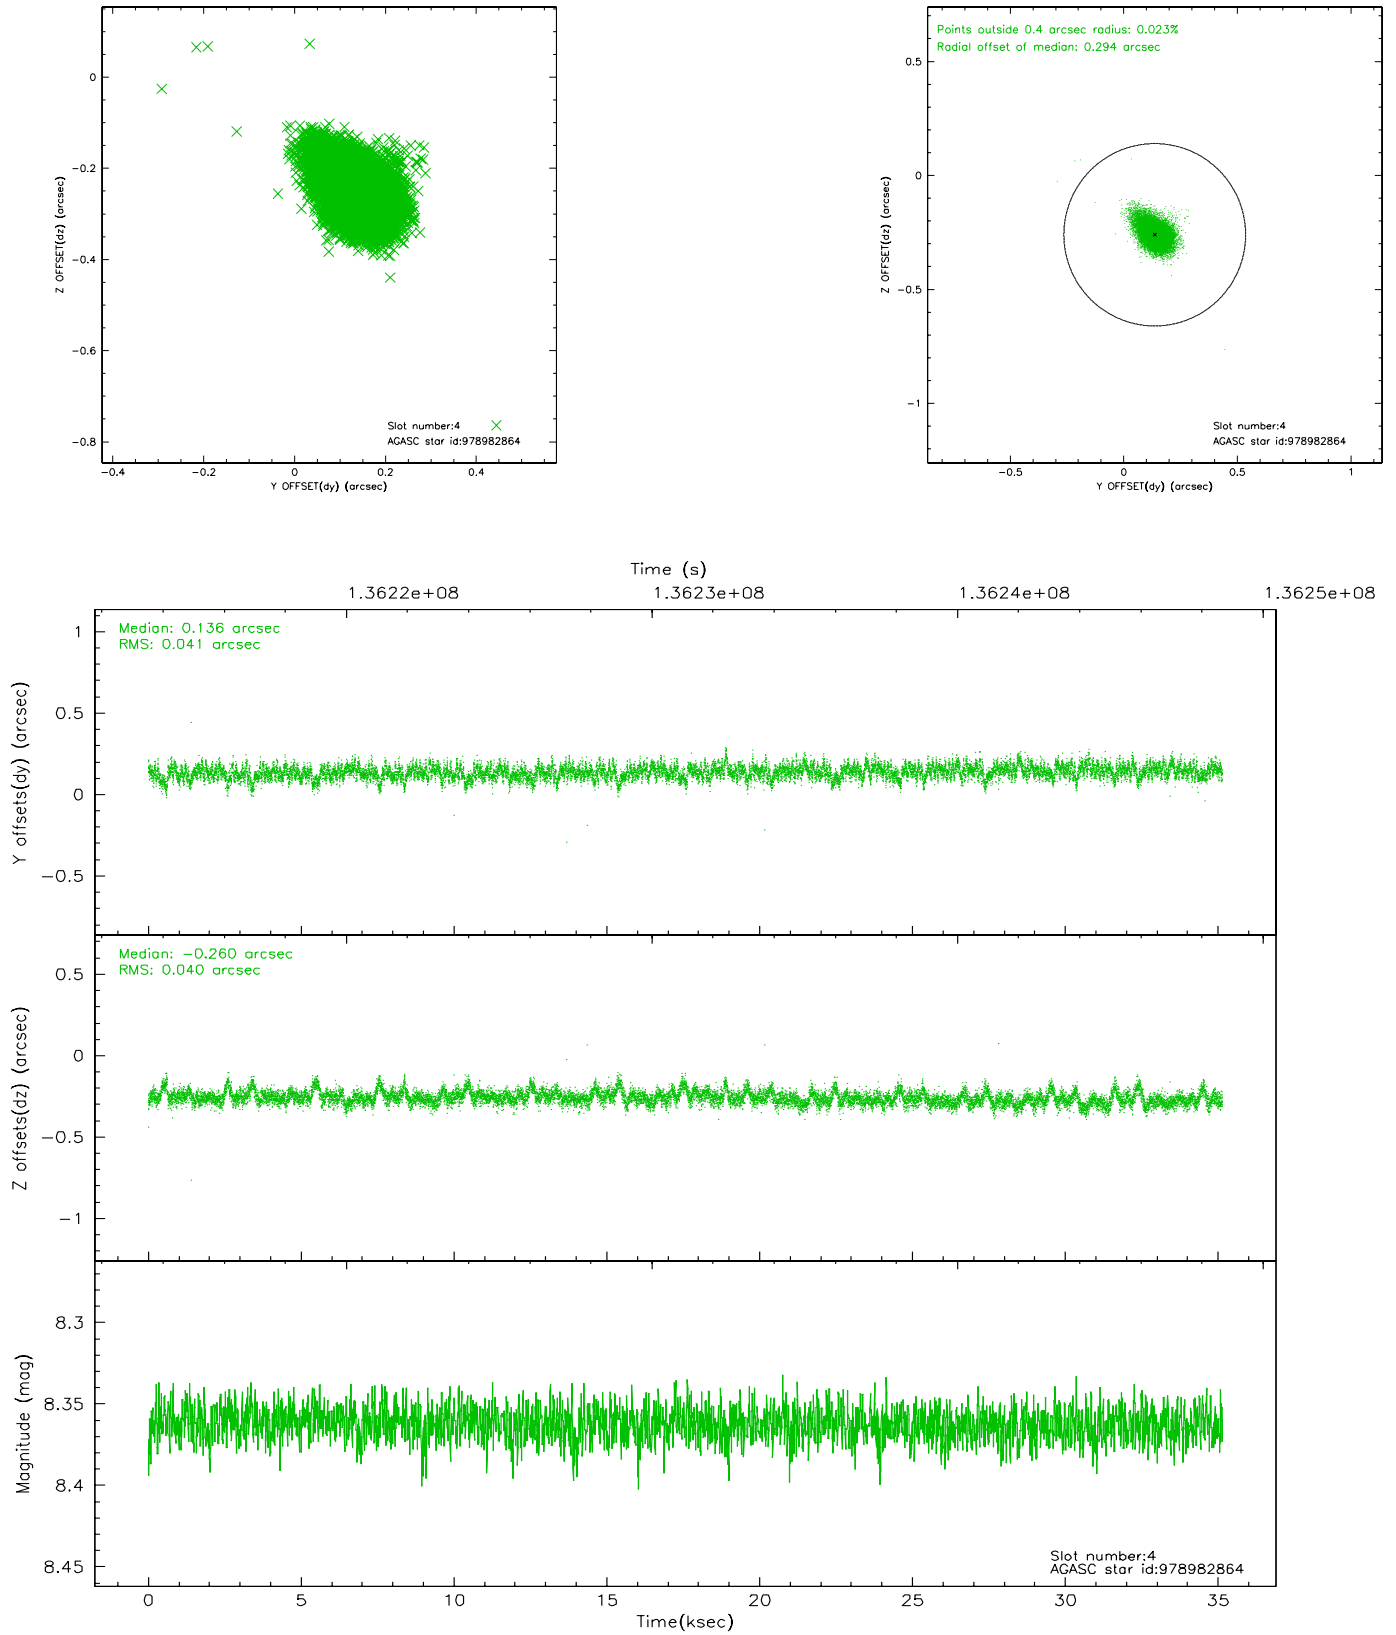 0
−0.2
−0.4
−0.6
−0.8
Z OFFSET(dz) (arcsec)
Slot number:4
AGASC star id:978982864
−0.4
−0.2
0
0.2
0.4
Y OFFSET(dy) (arcsec)
Points outside 0.4 arcsec radius: 0.023%
Radial offset of median: 0.294 arcsec
0.5
0
−0.5
−1
Z OFFSET(dz) (arcsec)
Slot number:4
AGASC star id:978982864
−0.5
0
0.5
1
Y OFFSET(dy) (arcsec)
Time (s)
1.3622e+08
1.3623e+08
1.3624e+08
1.3625e+08
Median: 0.136 arcsec
RMS: 0.041 arcsec
1
0.5
0
−0.5
Y offsets(dy) (arcsec)
Median: −0.260 arcsec
RMS: 0.040 arcsec
0.5
0
−0.5
−1
Z offsets(dz) (arcsec)
8.3
8.35
8.4
8.45
Magnitude (mag)
Slot number:4
AGASC star id:978982864
0
5
10
15
20
25
30
35
Time(ksec)